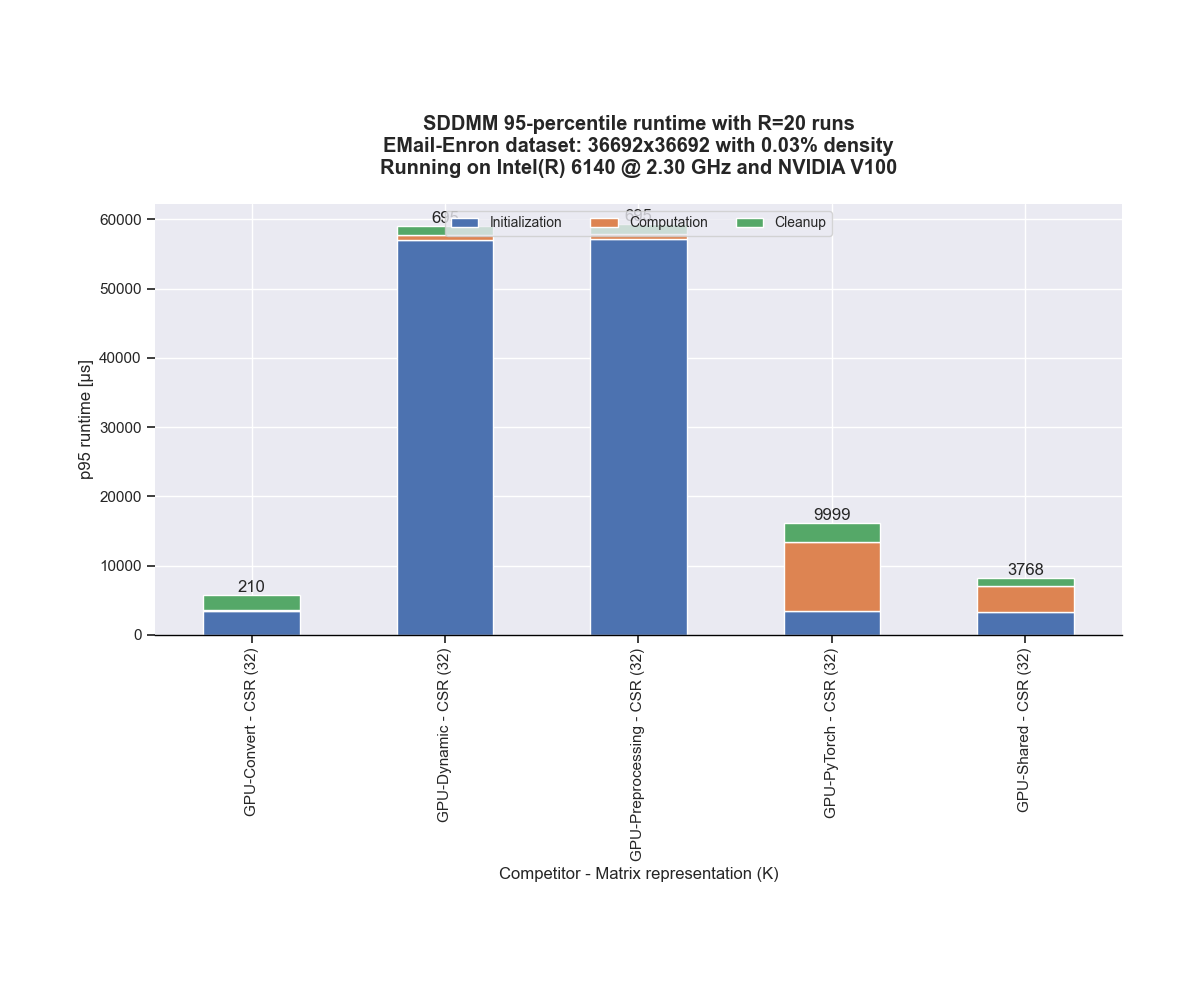 SDDMM 95-percentile runtime with R=20 runs
EMail-Enron dataset: 36692x36692 with 0.03% density
Running on Intel(R) 6140 @ 2.30 GHz and NVIDIA V100
60000
50000
40000
30000
20000
10000
0
p95 runtime [μs]
Initialization
Computation
Cleanup
210
695
695
9999
3768
GPU-Convert - CSR (32)
GPU-Dynamic - CSR (32)
GPU-Preprocessing - CSR (32)
GPU-PyTorch - CSR (32)
GPU-Shared - CSR (32)
Competitor - Matrix representation (K)